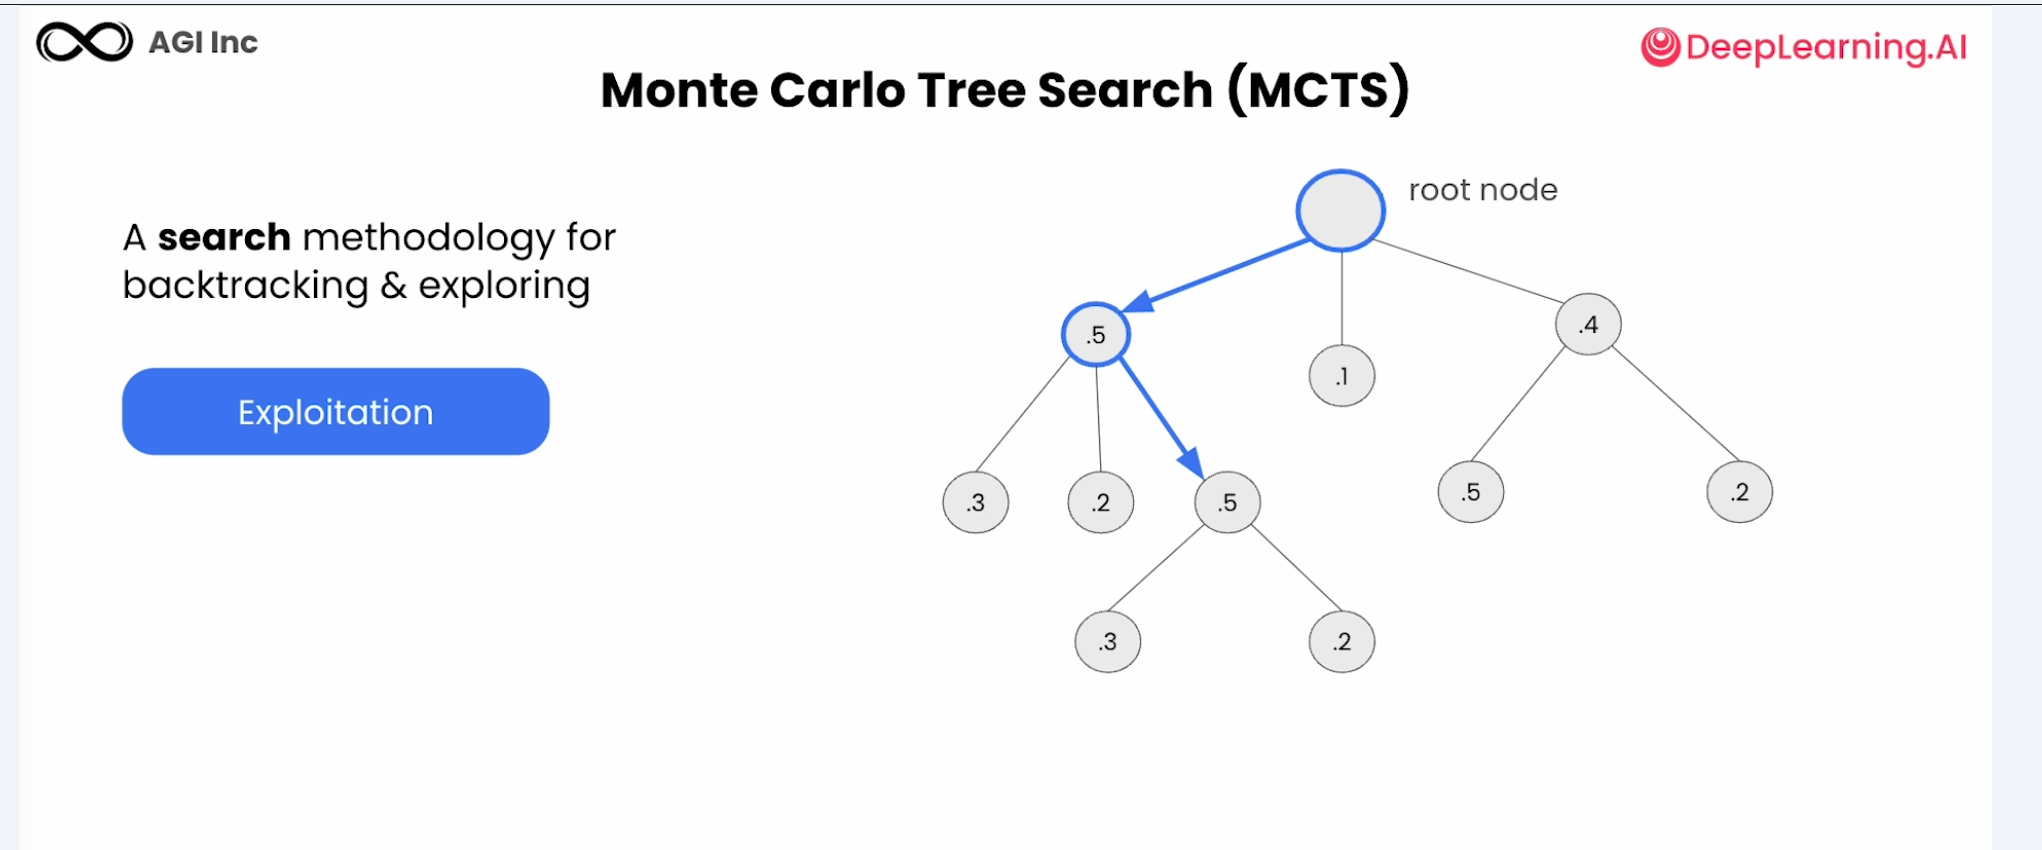 AGI Inc
DeepLearning.AI
Monte Carlo Tree Search (MCTS)
root node
A search methodology for
backtracking & exploring
Exploitation
.5
.1
.4
.3
.2
.5
.5
.2
.3
.2